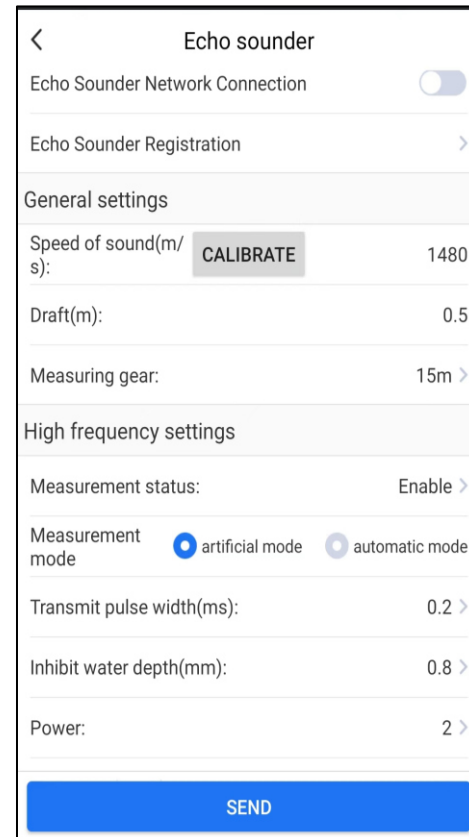 Echo sounder
Echo Sounder Network Connection
Echo Sounder Registration
General settings
Speed of sound(m/
s):
CALIBRATE
1480
Draft(m):
0.5
Measuring gear:
15m
High frequency settings
Measurement status:
Enable
Measurement
mode
artificial mode
automatic mode
Transmit pulse width(ms):
0.2
Inhibit water depth(mm):
0.8
Power:
2
SEND